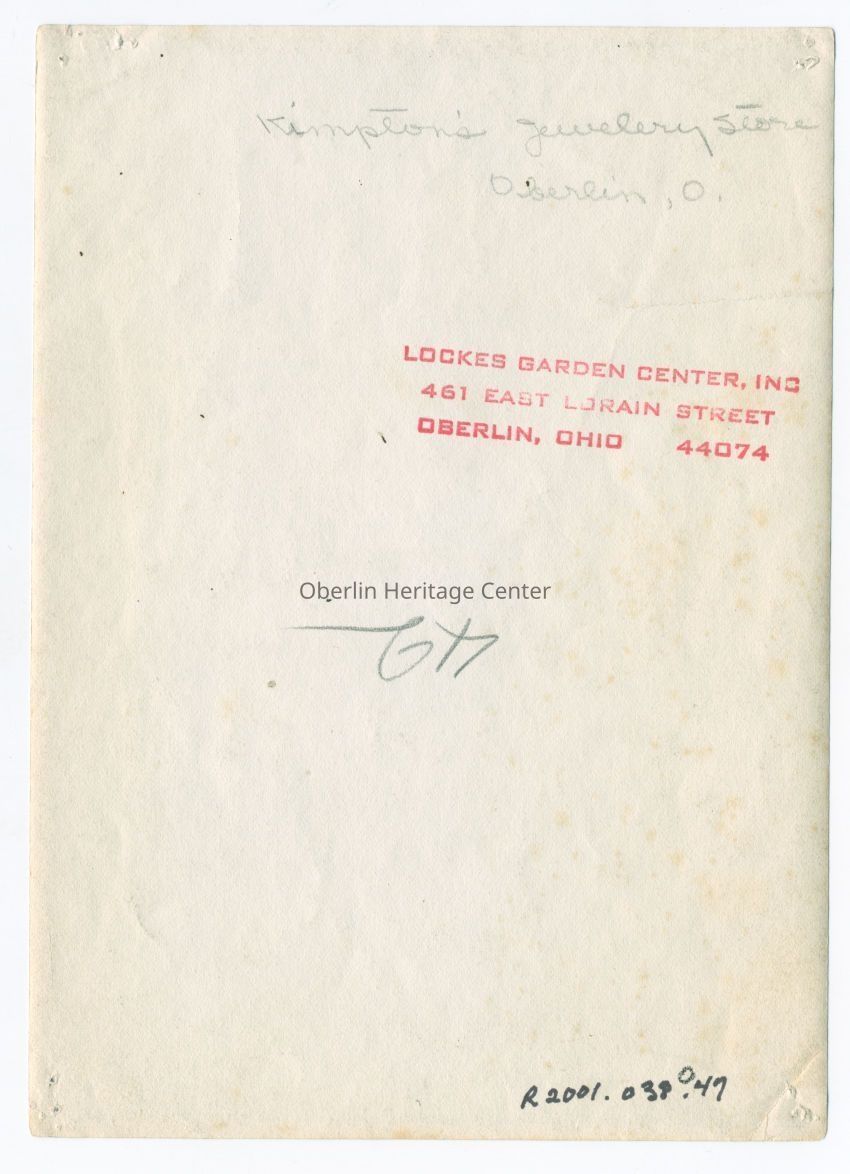 Kimpton's Jewelery Store
Oberlin, O.
LOCKES GARDEN CENTER, INC
461 EAST LORAIN STREET
OBERLIN, OHIO 44074
Oberlin Heritage Center
R2001.038.47